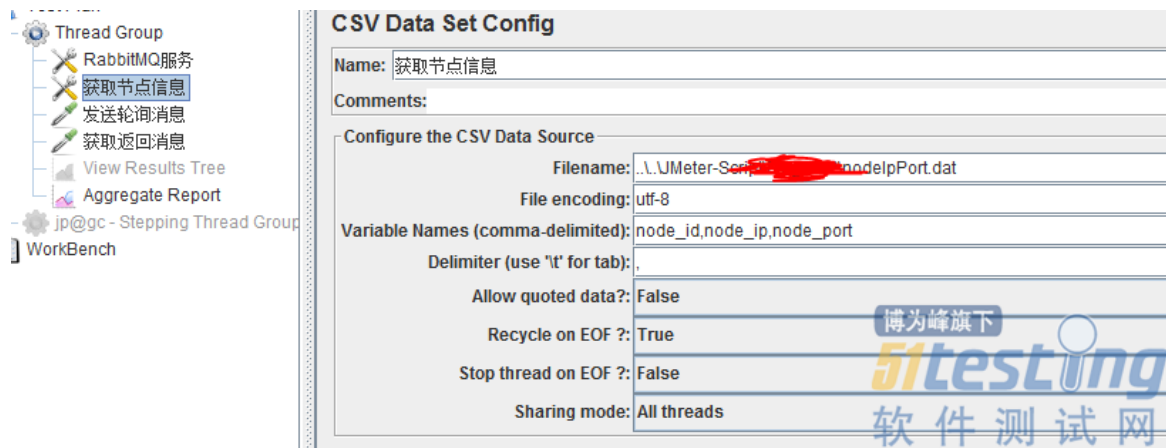 Thread Group
RabbitMQ服务
获取节点信息
发送轮询消息
获取返回消息
View Results Tree
Aggregate Report
jp@gc - Stepping Thread Group
WorkBench
CSV Data Set Config
Name: 获取节点信息
Comments:
Configure the CSV Data Source
Filename: ..\..\JMeter- nodeIpPort.dat
File encoding: utf-8
Variable Names (comma-delimited): node_id,node_ip,node_port
Delimiter (use '\t' for tab): ,
Allow quoted data?: False
Recycle on EOF ?: True
Stop thread on EOF ?: False
Sharing mode: All threads
博为峰旗下
51testing
软件测试网